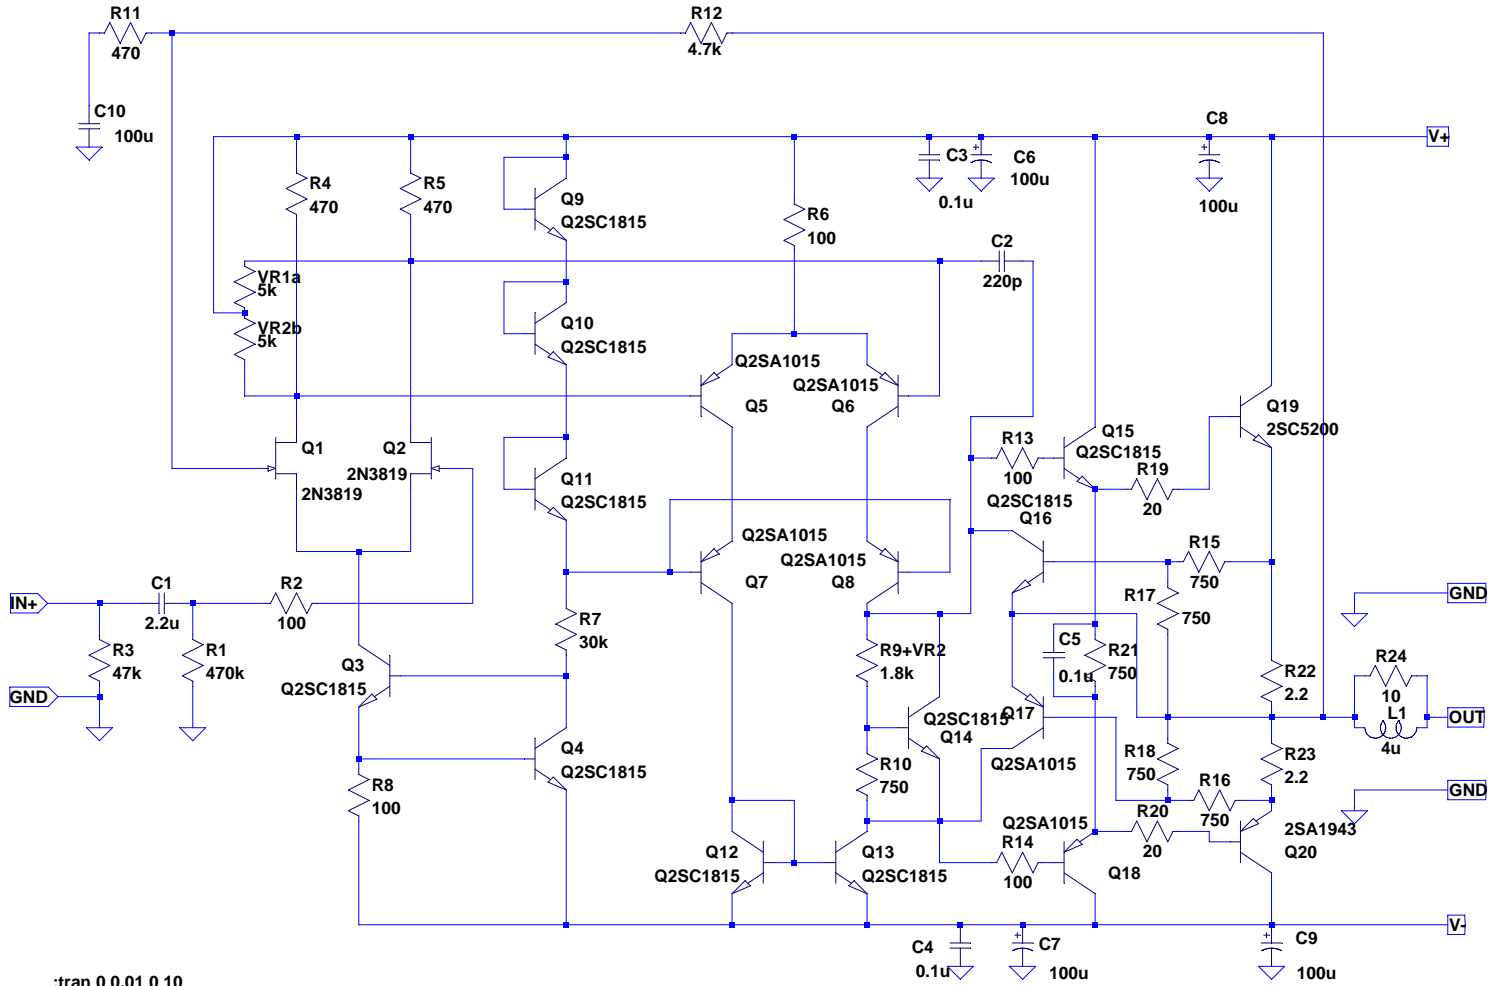 R11
470
R12
4.7k
C10
100u
C8
100u
V+
R4
470
R5
470
Q9
Q2SC1815
R6
100
C3
0.1u
C6
100u
C2
220p
VR1a
5k
VR2b
5k
Q10
Q2SC1815
Q2SA1015
Q5
Q2SA1015
Q6
Q19
2SC5200
Q1
2N3819
Q2
2N3819
R13
100
Q15
Q2SC1815
R19
20
Q11
Q2SC1815
Q2SC1815
Q16
Q2SA1015
Q7
Q2SA1015
Q8
R15
750
R17
750
IN+
C1
2.2u
R2
100
GND
R3
47k
R1
470k
R7
30k
R9+VR2
1.8k
C5
0.1u
R21
750
R22
2.2
R24
10
L1
4u
OUT
GND
Q3
Q2SC1815
Q2SC1815
Q14
Q17
Q2SA1015
Q4
Q2SC1815
R8
100
R10
750
R18
750
R16
750
R23
2.2
GND
Q12
Q2SC1815
Q13
Q2SC1815
R14
100
Q2SA1015
Q18
R20
20
2SA1943
Q20
V-
C4
0.1u
C7
100u
C9
100u
;tran 0 0.01 0 10